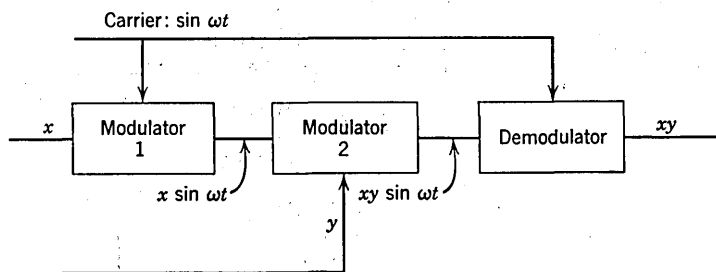 Carrier: sin ωt
x
Modulator
1
Modulator
2
Demodulator
xy
x sin ωt
xy sin ωt
y